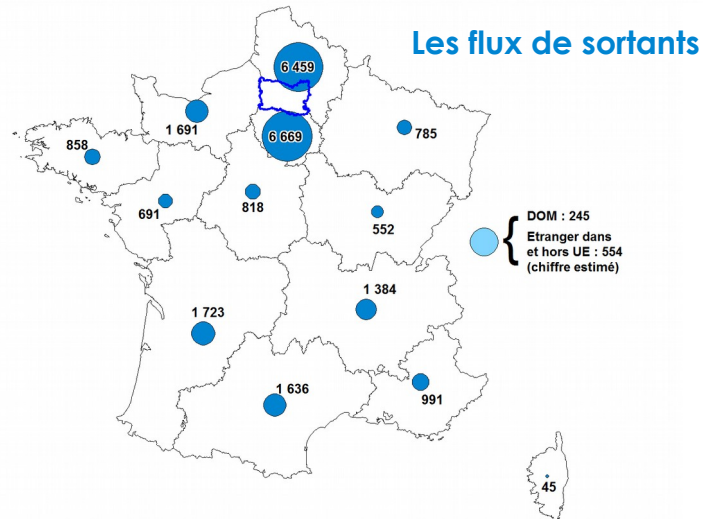 Les flux de sortants
6 459
1 691
6 669
785
858
691
818
552
DOM : 245
Etranger dans
et hors UE : 554
(chiffre estimé)
1 384
1 723
1 636
991
45